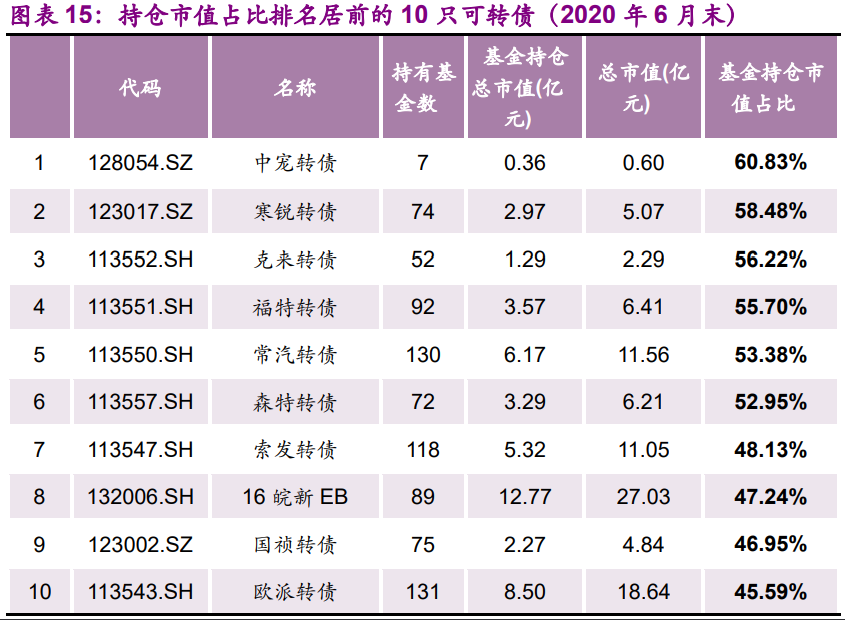 图表 15：持仓市值占比排名居前的 10 只可转债（2020 年 6 月末）
代码 名称 持有基金数 基金持仓总市值(亿元) 总市值(亿元) 基金持仓市值占比
1 128054.SZ 中宠转债 7 0.36 0.60 60.83%
2 123017.SZ 寒锐转债 74 2.97 5.07 58.48%
3 113552.SH 克来转债 52 1.29 2.29 56.22%
4 113551.SH 福特转债 92 3.57 6.41 55.70%
5 113550.SH 常汽转债 130 6.17 11.56 53.38%
6 113557.SH 森特转债 72 3.29 6.21 52.95%
7 113547.SH 索发转债 118 5.32 11.05 48.13%
8 132006.SH 16 皖新 EB 89 12.77 27.03 47.24%
9 123002.SZ 国祯转债 75 2.27 4.84 46.95%
10 113543.SH 欧派转债 131 8.50 18.64 45.59%